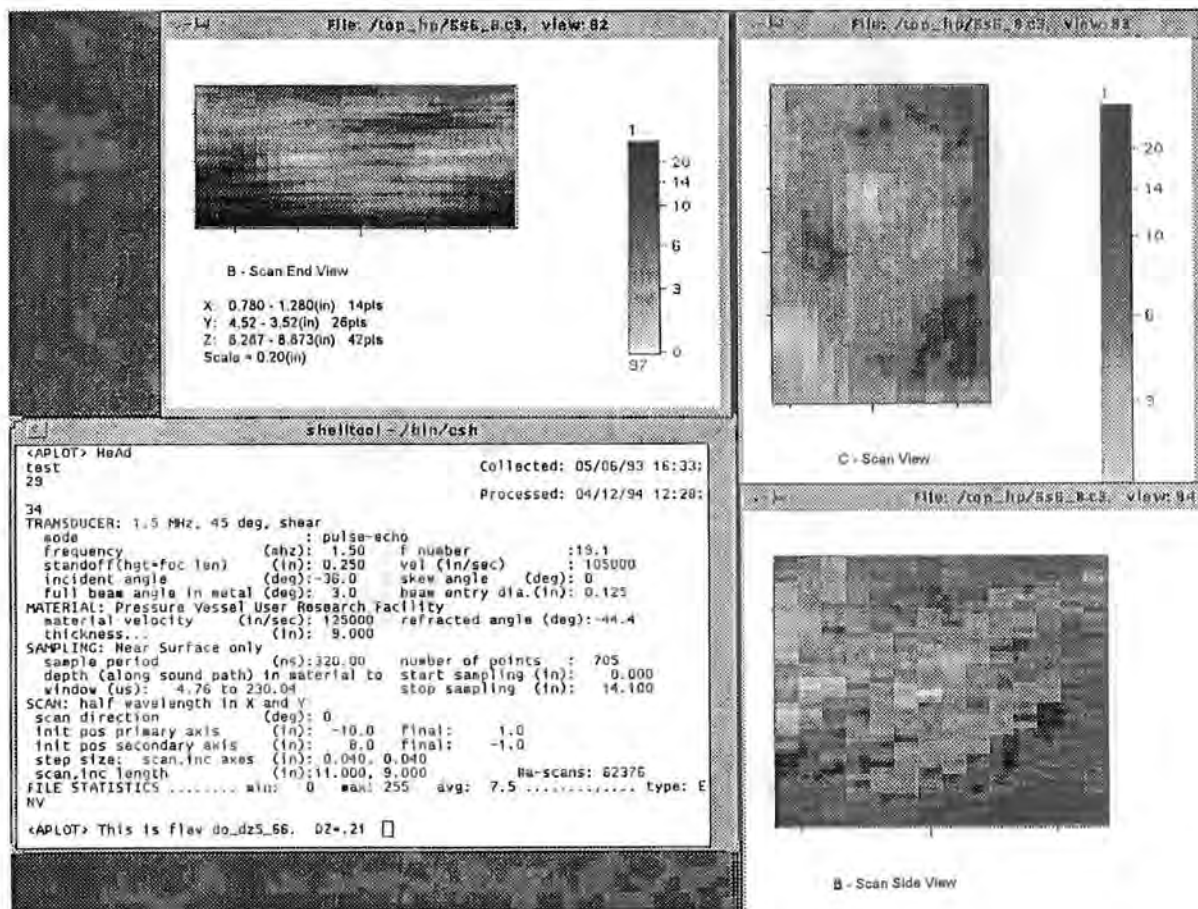 File: /top_hp/6s6_8.c3, view: 82
1
20
14
10
6
3
0
97
B - Scan End View
X: 0.780 - 1.280(in) 14pts
Y: 4.52 - 3.52(in) 26pts
Z: 8.287 - 8.873(in) 42pts
Scale = 0.20(in)
File: /top_hp/6s6_8.c3, view: 83
1
20
14
10
6
3
C - Scan View
shelltool - /bin/csh
<APLOT> HeAd
test Collected: 05/06/93 16:33:
29
Processed: 04/12/94 12:28:
34
TRANSDUCER: 1.5 MHz, 45 deg, shear
mode : pulse-echo
frequency (mhz): 1.50 f number :19.1
standoff(hgt=foc len) (in): 0.250 vel (in/sec) : 105000
incident angle (deg):-36.0 skew angle (deg): 0
full beam angle in metal (deg): 3.0 beam entry dia.(in): 0.125
MATERIAL: Pressure Vessel User Research Facility
material velocity (in/sec): 125000 refracted angle (deg):-44.4
thickness... (in): 9.000
SAMPLING: Near Surface only
sample period (ns):320.00 number of points : 705
depth (along sound path) in material to start sampling (in): 0.000
window (us): 4.76 to 230.04 stop sampling (in): 14.100
SCAN: half wavelength in X and Y
scan direction (deg): 0
init pos primary axis (in): -10.0 final: 1.0
init pos secondary axis (in): 8.0 final: -1.0
step size: scan,inc axes (in): 0.040, 0.040
scan,inc length (in):11.000, 9.000 #a-scans: 62376
FILE STATISTICS ........ min: 0 max: 255 avg: 7.5 ............ type: E
NV
<APLOT> This is flaw do_dz5_66. DZ=.21
File: /top_hp/6s6_8.c3, view: 84
B - Scan Side View